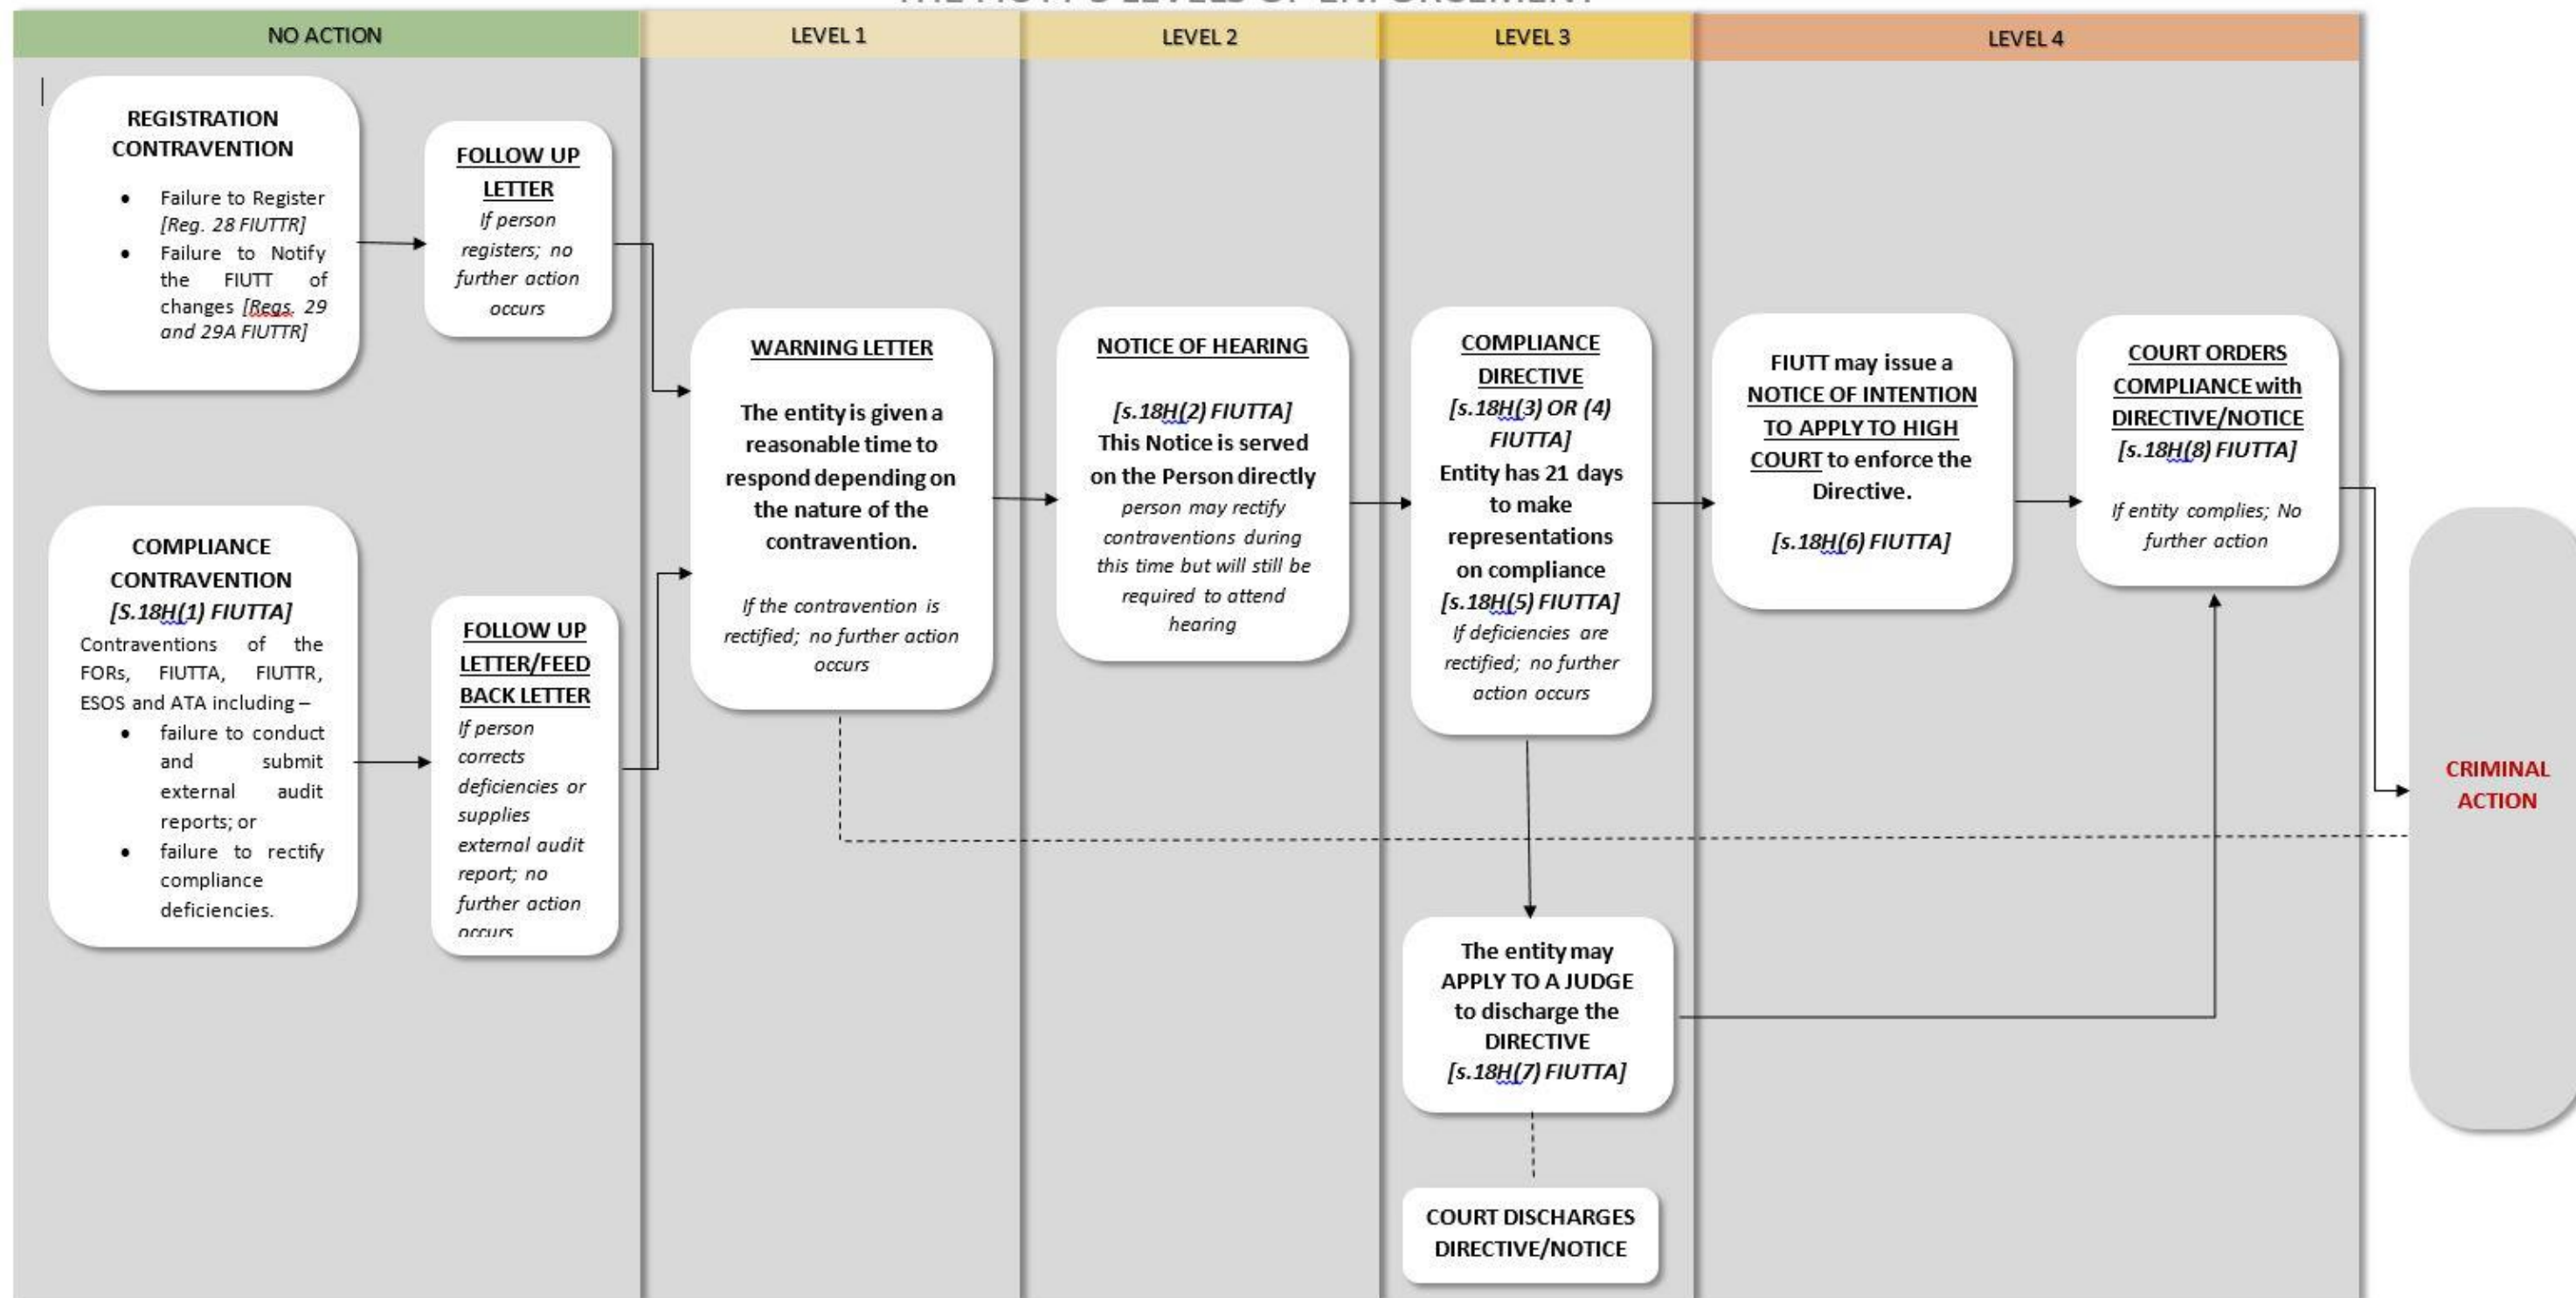 THE FIUTT'S LEVELS OF ENFORCEMENT
NO ACTION
LEVEL 1
LEVEL 2
LEVEL 3
LEVEL 4
REGISTRATION
CONTRAVENTION
• Failure to Register
[Reg. 28 FIUTTR]
• Failure to Notify
the FIUTT of
changes [Regs. 29
and 29A FIUTTR]
FOLLOW UP
LETTER
If person
registers; no
further action
occurs
COMPLIANCE
CONTRAVENTION
[S.18H(1) FIUTTA]
Contraventions of the
FORs, FIUTTA, FIUTTR,
ESOS and ATA including –
• failure to conduct
and submit
external audit
reports; or
• failure to rectify
compliance
deficiencies.
FOLLOW UP
LETTER/FEED
BACK LETTER
If person
corrects
deficiencies or
supplies
external audit
report; no
further action
occurs
WARNING LETTER
The entity is given a
reasonable time to
respond depending on
the nature of the
contravention.
If the contravention is
rectified; no further action
occurs
NOTICE OF HEARING
[s.18H(2) FIUTTA]
This Notice is served
on the Person directly
person may rectify
contraventions during
this time but will still be
required to attend
hearing
COMPLIANCE
DIRECTIVE
[s.18H(3) OR (4)
FIUTTA]
Entity has 21 days
to make
representations
on compliance
[s.18H(5) FIUTTA]
If deficiencies are
rectified; no further
action occurs
The entity may
APPLY TO A JUDGE
to discharge the
DIRECTIVE
[s.18H(7) FIUTTA]
COURT DISCHARGES
DIRECTIVE/NOTICE
FIUTT may issue a
NOTICE OF INTENTION
TO APPLY TO HIGH
COURT to enforce the
Directive.
[s.18H(6) FIUTTA]
COURT ORDERS
COMPLIANCE with
DIRECTIVE/NOTICE
[s.18H(8) FIUTTA]
If entity complies; No
further action
CRIMINAL
ACTION